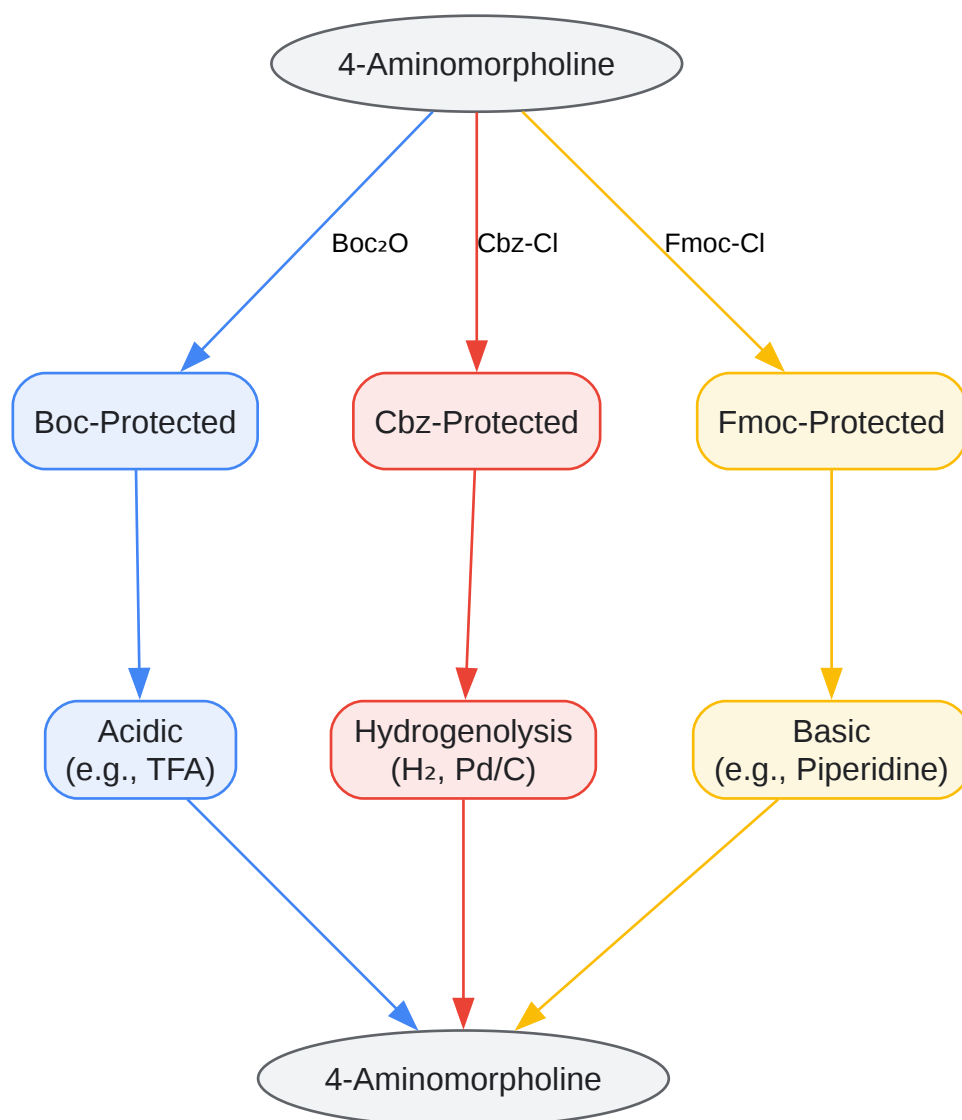 4-Aminomorpholine
Boc₂O
Cbz-Cl
Fmoc-Cl
Boc-Protected
Cbz-Protected
Fmoc-Protected
Acidic
(e.g., TFA)
Hydrogenolysis
(H₂, Pd/C)
Basic
(e.g., Piperidine)
4-Aminomorpholine